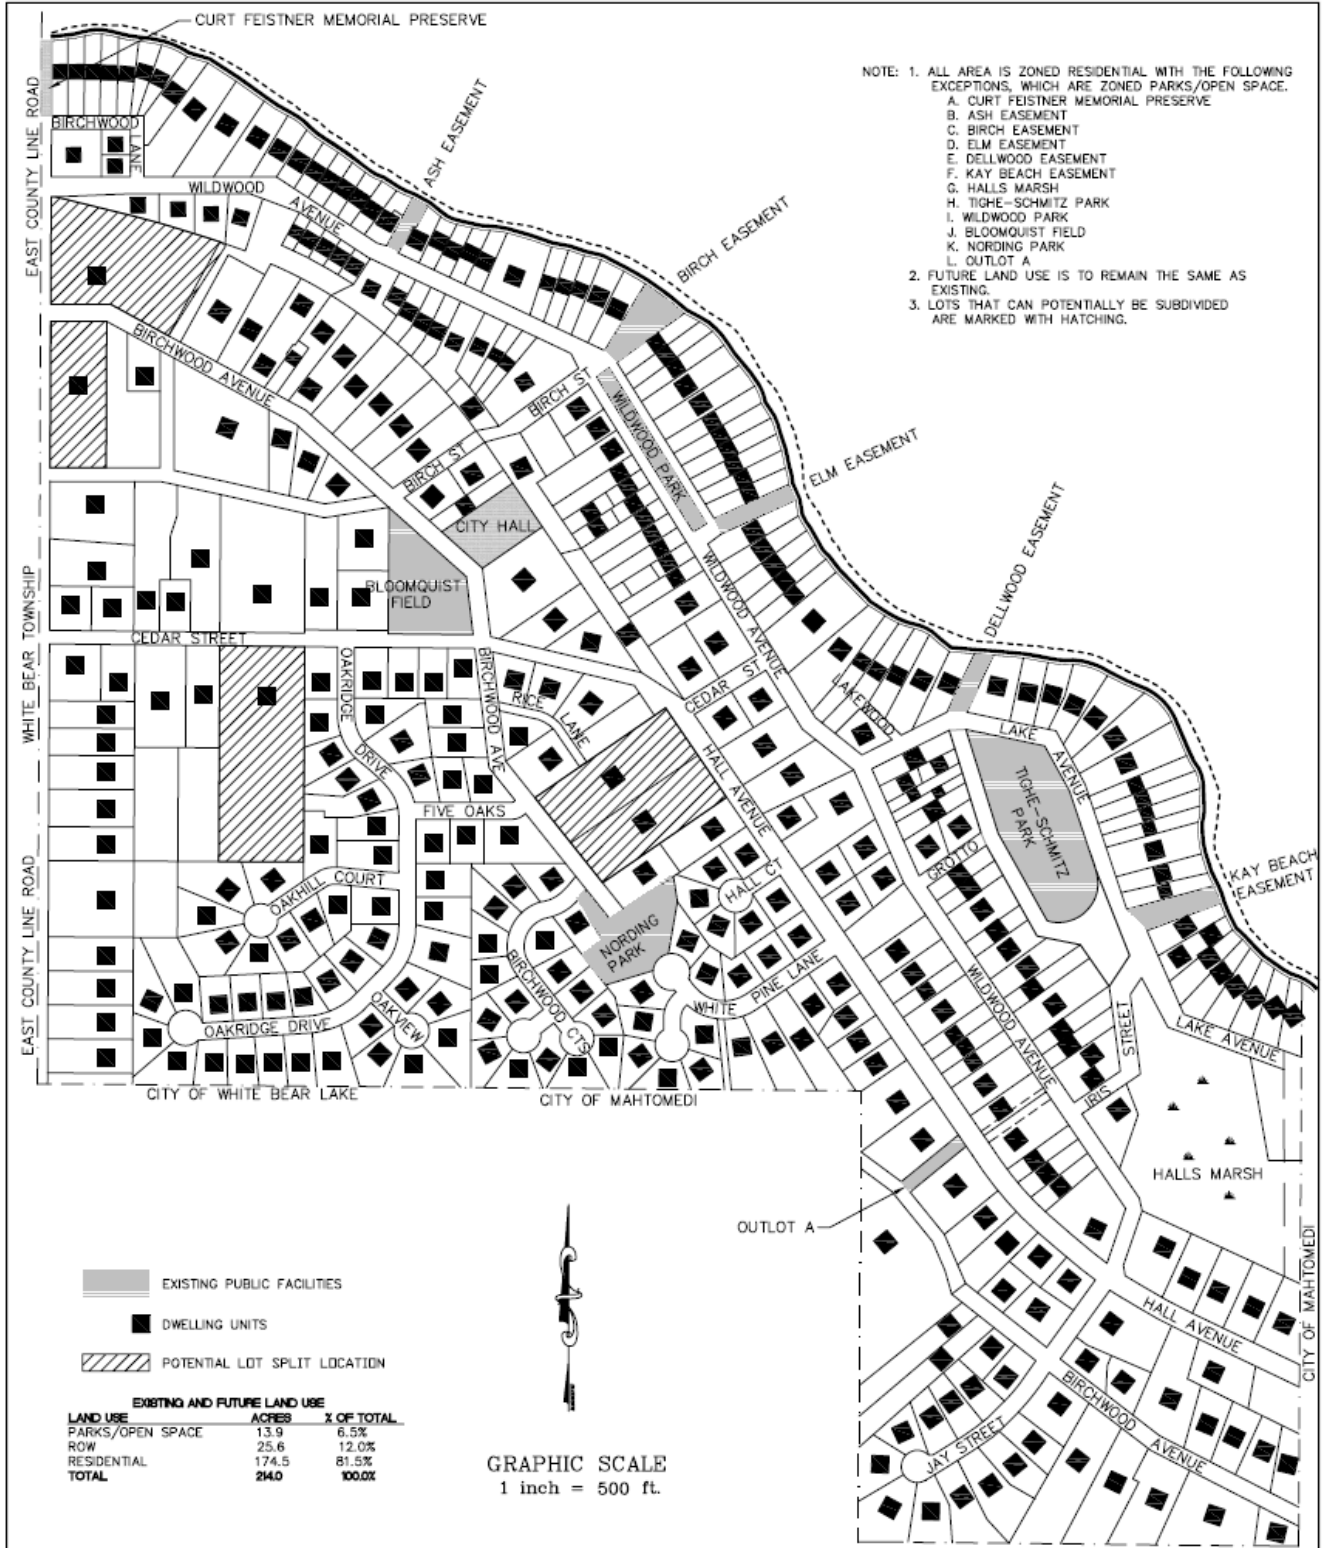 CURT FEISTNER MEMORIAL PRESERVE
NOTE: 1. ALL AREA IS ZONED RESIDENTIAL WITH THE FOLLOWING
EXCEPTIONS, WHICH ARE ZONED PARKS/OPEN SPACE.
A. CURT FEISTNER MEMORIAL PRESERVE
B. ASH EASEMENT
C. BIRCH EASEMENT
D. ELM EASEMENT
E. DELLWOOD EASEMENT
F. KAY BEACH EASEMENT
G. HALLS MARSH
H. TIGHE-SCHMITZ PARK
I. WILDWOOD PARK
J. BLOOMQUIST FIELD
K. NORDING PARK
L. OUTLOT A
2. FUTURE LAND USE IS TO REMAIN THE SAME AS
EXISTING.
3. LOTS THAT CAN POTENTIALLY BE SUBDIVIDED
ARE MARKED WITH HATCHING.
EAST COUNTY LINE ROAD
BIRCHWOOD
LANE
WILDWOOD
AVENUE
ASH EASEMENT
BIRCH EASEMENT
BIRCHWOOD AVENUE
BIRCH ST
BIRCH ST
WILDWOOD PARK
ELM EASEMENT
CITY HALL
BLOOMQUIST
FIELD
DELLWOOD EASEMENT
WHITE BEAR TOWNSHIP
CEDAR STREET
WILDWOOD AVENUE
OAKRIDGE
DRIVE
BIRCHWOOD AVE
RICE
LANE
CEDAR ST
LAKEWOOD
LAKE
AVENUE
HALL AVENUE
TIGHE-SCHMITZ
PARK
FIVE OAKS
GROTTO
KAY BEACH
EASEMENT
EAST COUNTY LINE ROAD
OAKHILL COURT
HALL CT
NORDING
PARK
BIRCHWOOD CTS
WHITE PINE LANE
WILDWOOD AVENUE
OAKRIDGE DRIVE
OAKVIEW
STREET
IRIS
LAKE AVENUE
CITY OF WHITE BEAR LAKE
CITY OF MAHTOMEDI
HALLS MARSH
OUTLOT A
CITY OF MAHTOMEDI
HALL AVENUE
BIRCHWOOD AVENUE
JAY STREET
EXISTING PUBLIC FACILITIES
DWELLING UNITS
POTENTIAL LOT SPLIT LOCATION
EXISTING AND FUTURE LAND USE
LAND USE ACRES % OF TOTAL
PARKS/OPEN SPACE 13.9 6.5%
ROW 25.6 12.0%
RESIDENTIAL 174.5 81.5%
TOTAL 214.0 100.0%
GRAPHIC SCALE
1 inch = 500 ft.